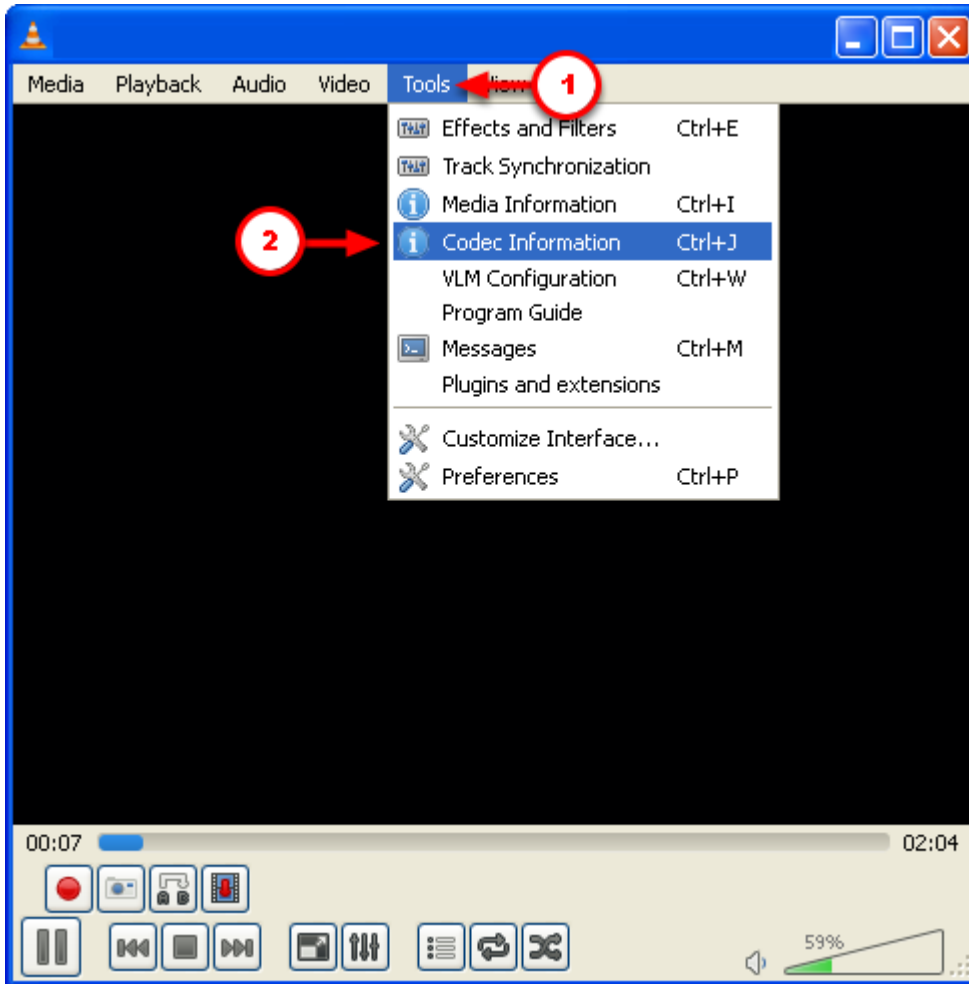 Media Playback Audio Video Tools View
1
Effects and Filters Ctrl+E
Track Synchronization
Media Information Ctrl+I
2
Codec Information Ctrl+J
VLM Configuration Ctrl+W
Program Guide
Messages Ctrl+M
Plugins and extensions
Customize Interface...
Preferences Ctrl+P
00:07 02:04
A B
59%